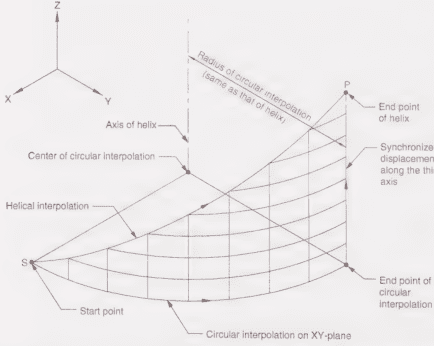 Z
X
Y
Radius of circular interpolation
(same as that of helix)
P
End point
of helix
Axis of helix
Center of circular interpolation
Synchronize
displacemen
along the thi
axis
Helical interpolation
S
Start point
End point of
circular
interpolation
Circular interpolation on XY-plane